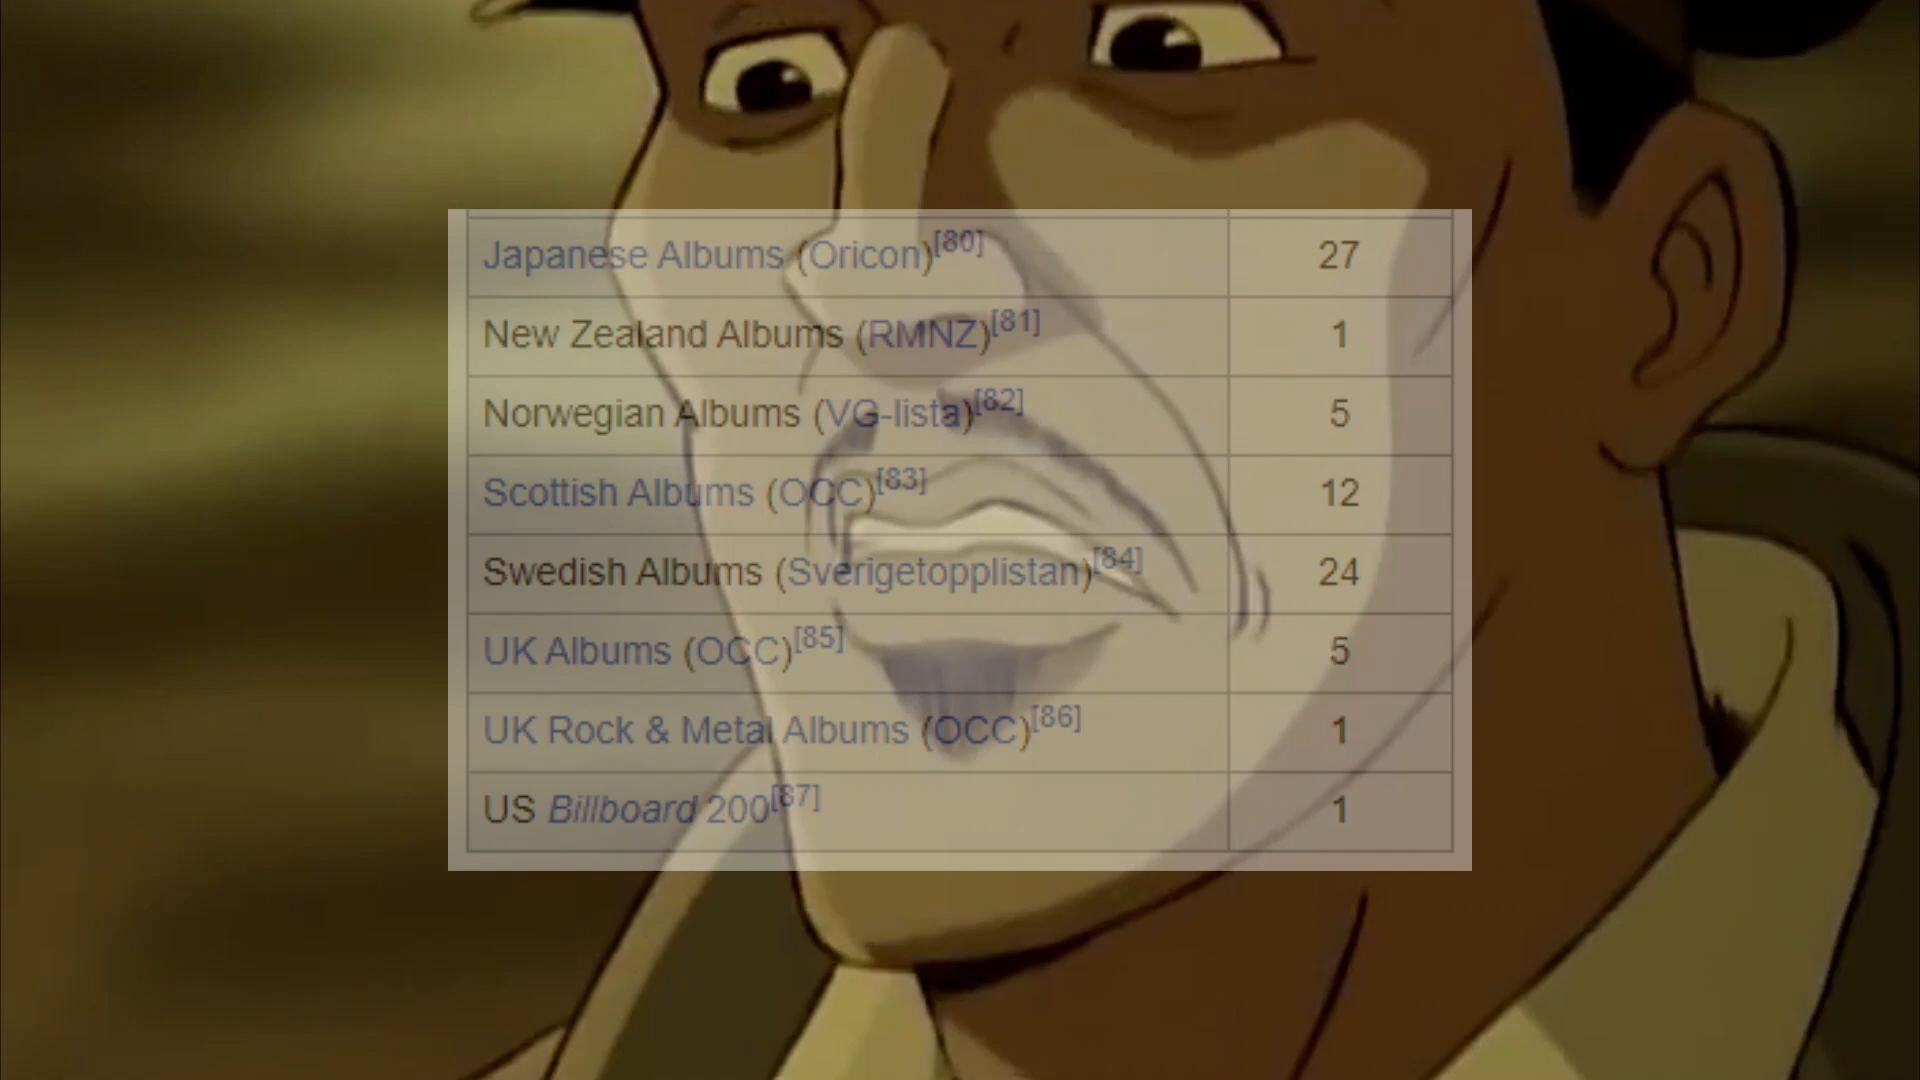 Japanese Albums (Oricon)[80] 27
New Zealand Albums (RMNZ)[81] 1
Norwegian Albums (VG-lista)[82] 5
Scottish Albums (OCC)[83] 12
Swedish Albums (Sverigetopplistan)[84] 24
UK Albums (OCC)[85] 5
UK Rock & Metal Albums (OCC)[86] 1
US Billboard 200[87] 1